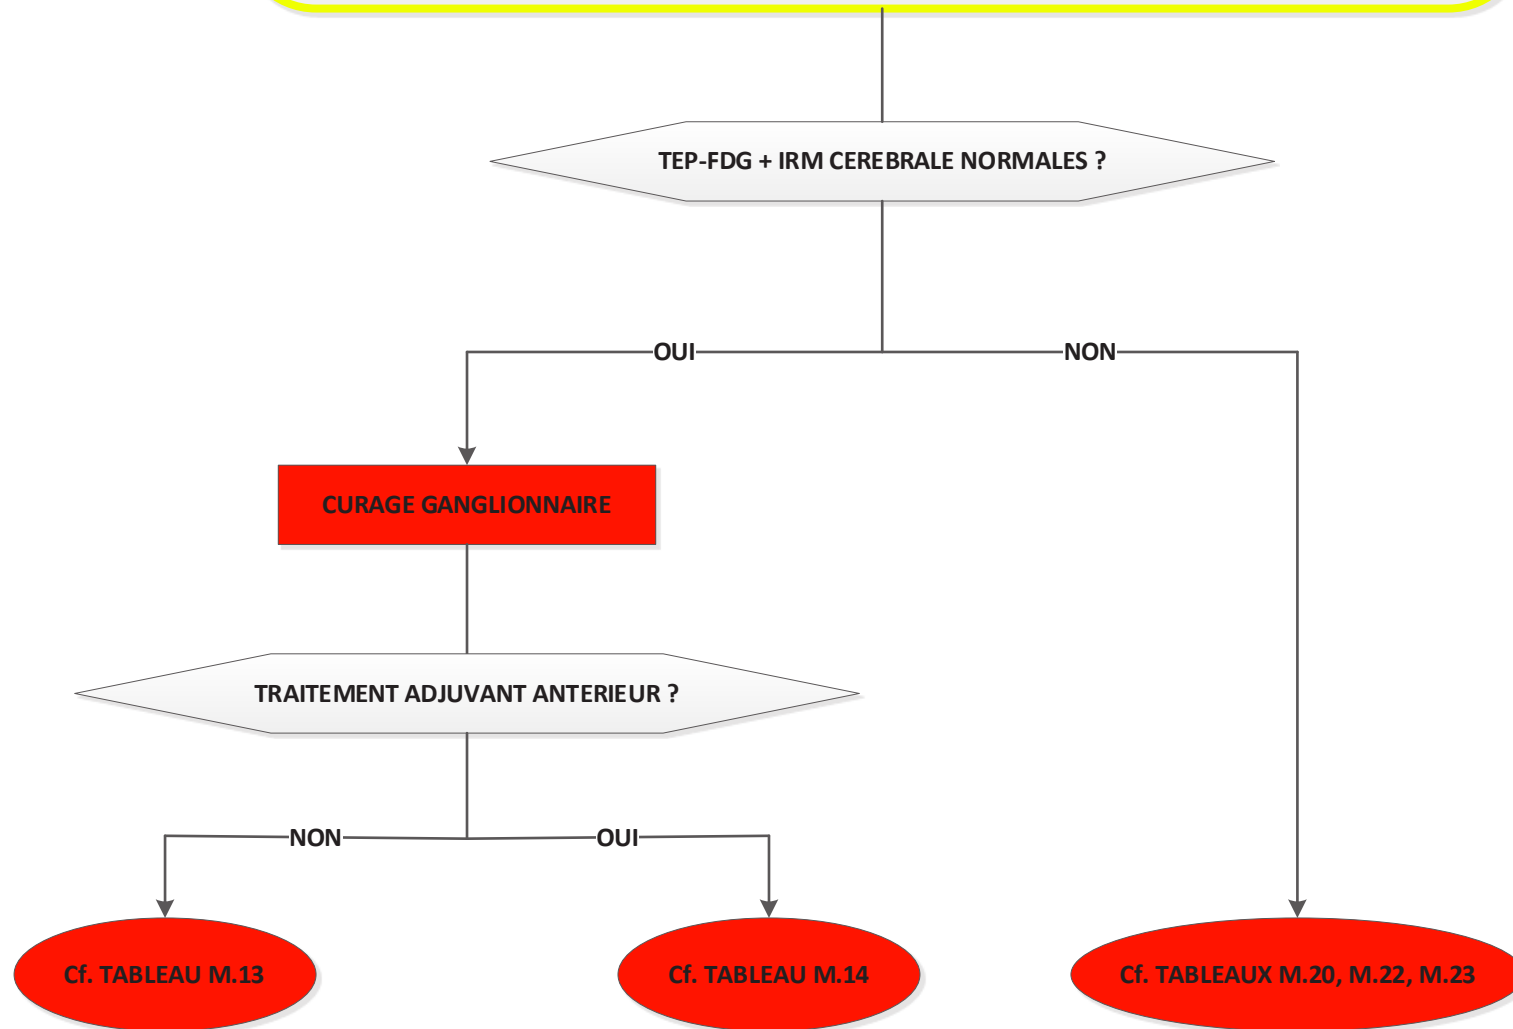 TEP-FDG + IRM CEREBRALE NORMALES ?
OUI
NON
CURAGE GANGLIONNAIRE
TRAITEMENT ADJUVANT ANTERIEUR ?
NON
OUI
Cf. TABLEAU M.13
Cf. TABLEAU M.14
Cf. TABLEAUX M.20, M.22, M.23